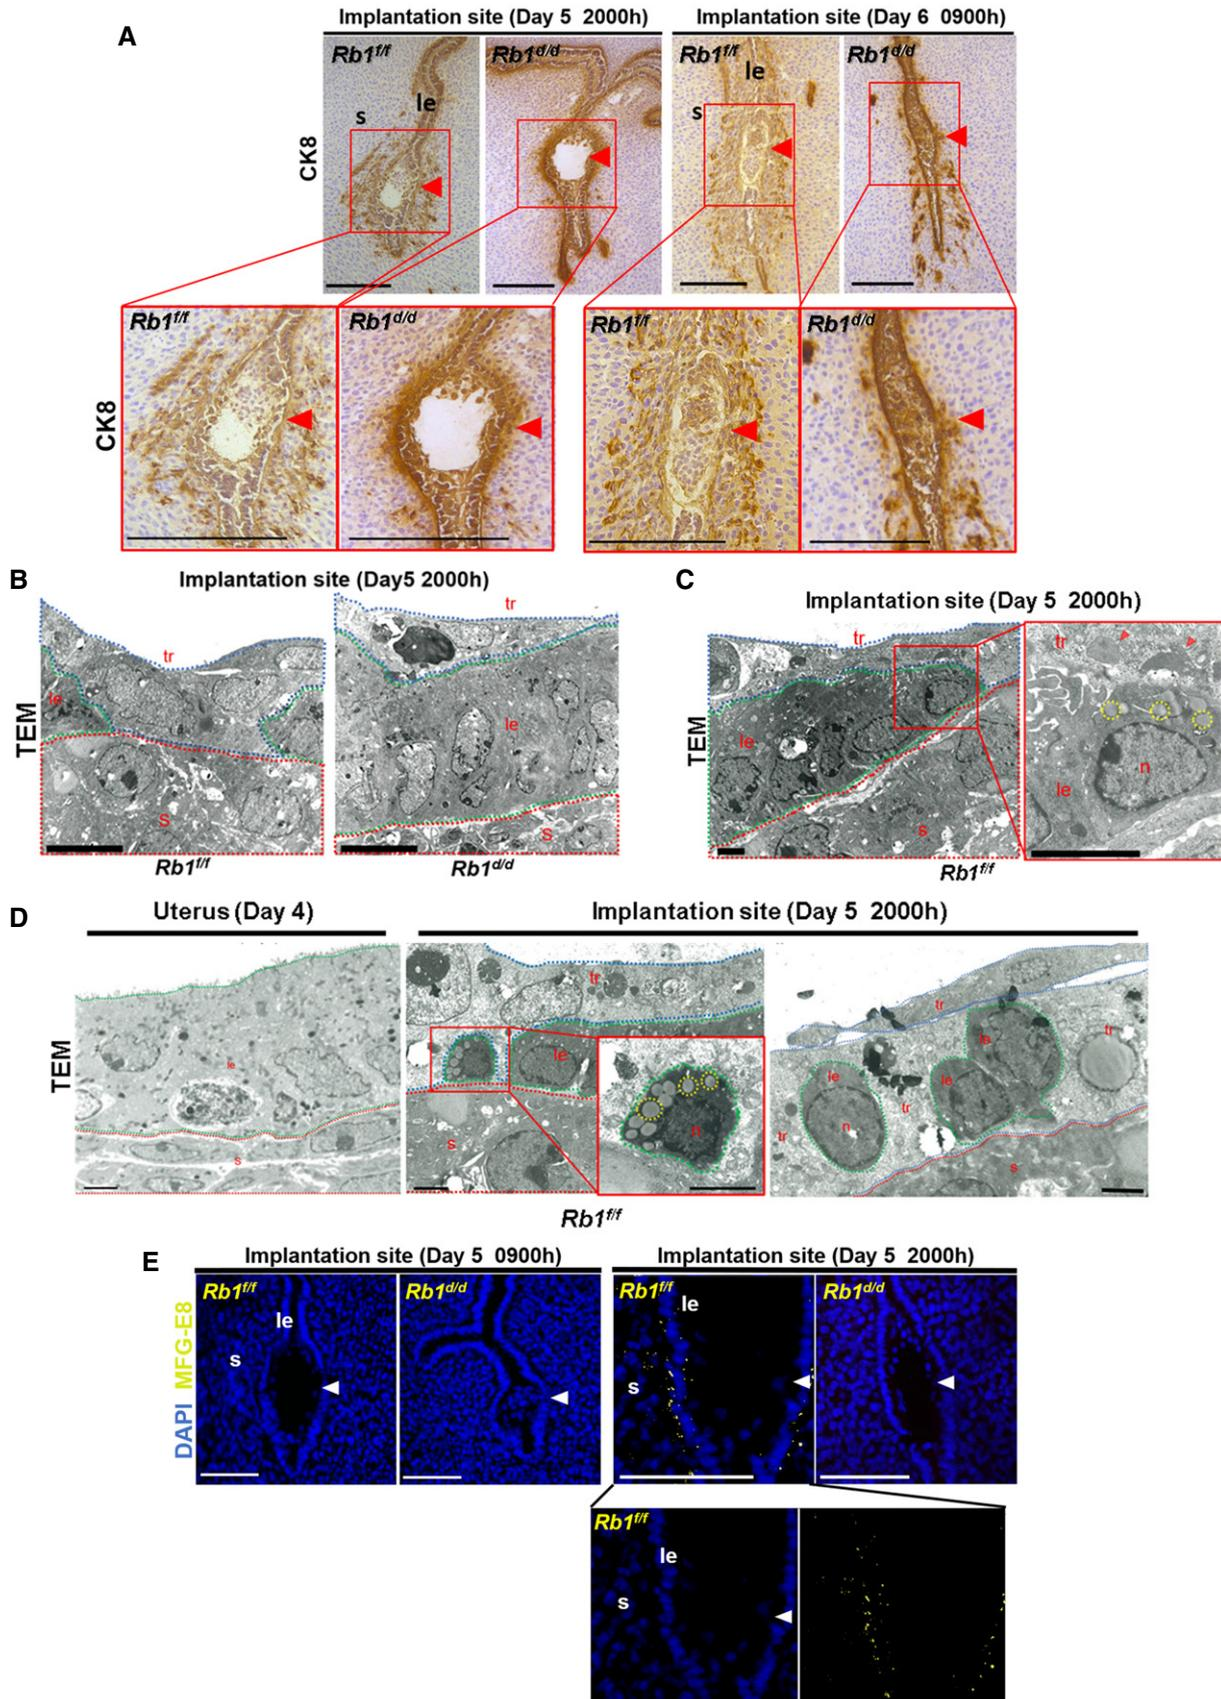 A
Implantation site (Day 5 2000h)
Implantation site (Day 6 0900h)
Rb1f/f
Rb1d/d
Rb1f/f
Rb1d/d
le
le
s
s
CK8
Rb1f/f
Rb1d/d
Rb1f/f
Rb1d/d
CK8
B
Implantation site (Day5 2000h)
tr
tr
le
le
s
s
TEM
Rb1f/f
Rb1d/d
C
Implantation site (Day 5 2000h)
tr
tr
le
n
le
s
TEM
Rb1f/f
D
Uterus (Day 4)
Implantation site (Day 5 2000h)
TEM
le
s
tr
le
s
n
tr
tr
le
le
le
n
tr
tr
s
Rb1f/f
E
Implantation site (Day 5 0900h)
Implantation site (Day 5 2000h)
Rb1f/f
Rb1d/d
Rb1f/f
Rb1d/d
le
le
s
s
DAPI MFG-E8
Rb1f/f
le
s